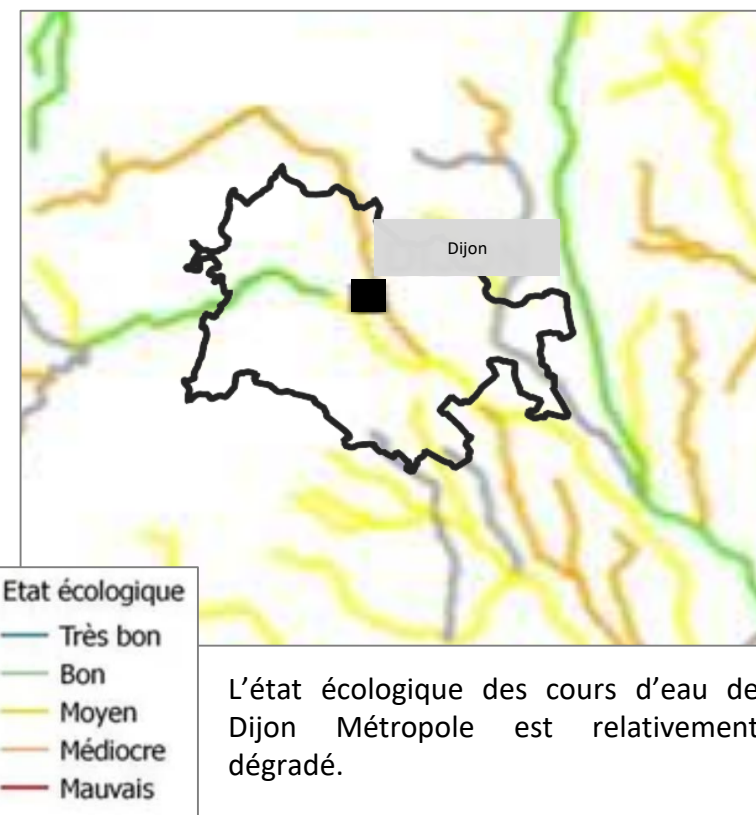 Dijon
Etat écologique
Très bon
Bon
Moyen
Médiocre
Mauvais
L’état écologique des cours d’eau de
Dijon Métropole est relativement
dégradé.